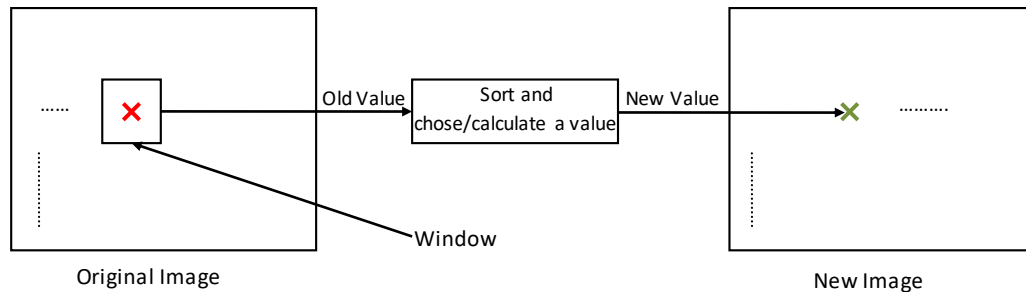 Old Value
Sort and
chose/calculate a value
New Value
Window
Original Image
New Image